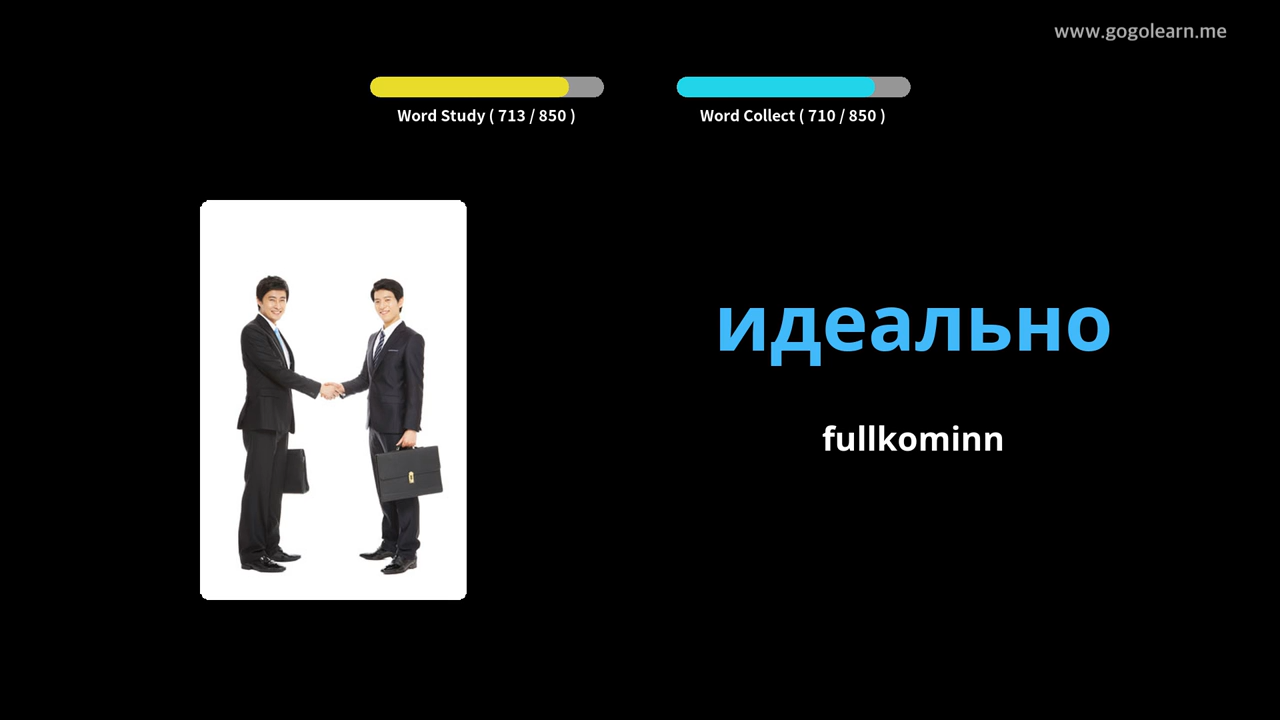 www.gogolearn.me
Word Study ( 713 / 850 )
Word Collect ( 710 / 850 )
идеально
fullkominn